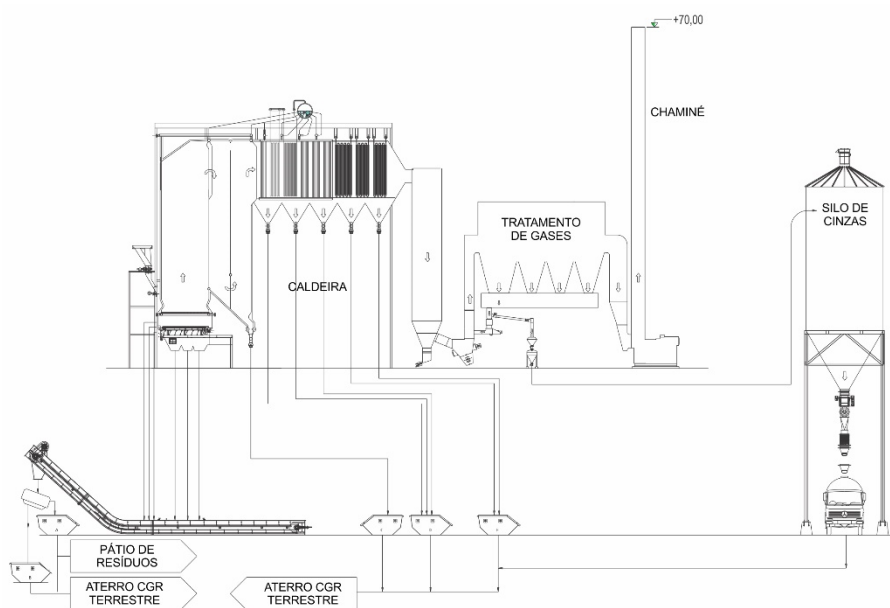 +70,00
CHAMINÉ
SILO DE
CINZAS
TRATAMENTO
DE GASES
CALDEIRA
PÁTIO DE
RESÍDUOS
ATERRO CGR
TERRESTRE
ATERRO CGR
TERRESTRE